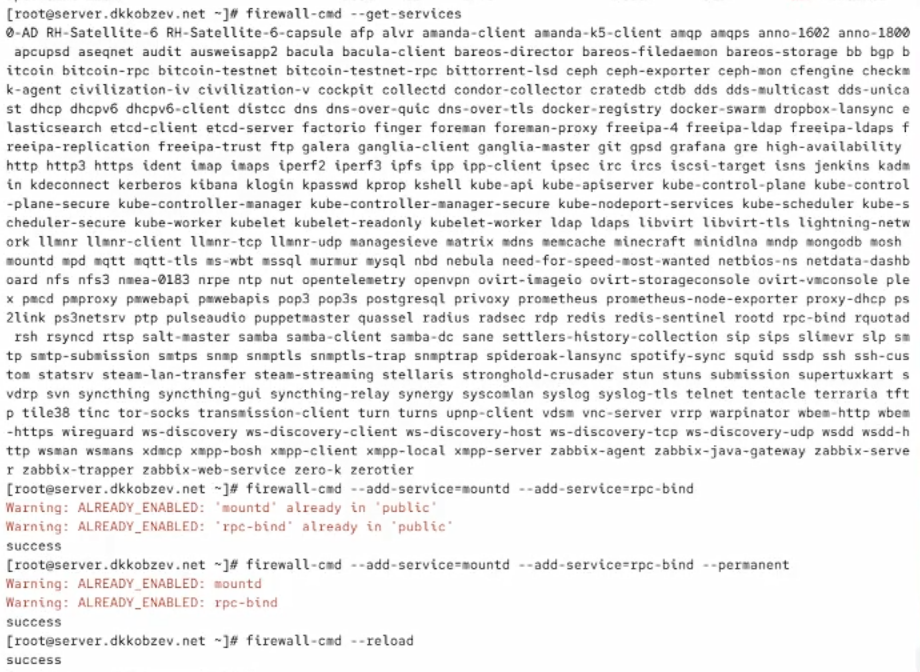 [root@server.dkkobzev.net ~]# firewall-cmd --get-services
0-AD RH-Satellite-6 RH-Satellite-6-capsule afp alvr amanda-client amanda-k5-client amqp amqps anno-1602 anno-1800
 apcupsd aseqnet audit ausweisapp2 bacula bacula-client bareos-director bareos-filedaemon bareos-storage bb bgp b
itcoin bitcoin-rpc bitcoin-testnet bitcoin-testnet-rpc bittorrent-lsd ceph ceph-exporter ceph-mon cfengine checkm
k-agent civilization-iv civilization-v cockpit collectd condor-collector cratedb ctdb dds dds-multicast dds-unica
st dhcp dhcpv6 dhcpv6-client distcc dns dns-over-quic dns-over-tls docker-registry docker-swarm dropbox-lansync e
lasticsearch etcd-client etcd-server factorio finger foreman foreman-proxy freeipa-4 freeipa-ldap freeipa-ldaps f
reeipa-replication freeipa-trust ftp galera ganglia-client ganglia-master git gpsd grafana gre high-availability
http http3 https ident imap imaps iperf2 iperf3 ipfs ipp ipp-client ipsec irc ircs iscsi-target isns jenkins kadm
in kdeconnect kerberos kibana klogin kpasswd kprop kshell kube-api kube-apiserver kube-control-plane kube-control
-plane-secure kube-controller-manager kube-controller-manager-secure kube-nodeport-services kube-scheduler kube-s
cheduler-secure kube-worker kubelet kubelet-readonly kubelet-worker ldap ldaps libvirt libvirt-tls lightning-netw
ork llmnr llmnr-client llmnr-tcp llmnr-udp managesieve matrix mdns memcache minecraft minidlna mndp mongodb mosh
mountd mpd mqtt mqtt-tls ms-wbt mssql murmur mysql nbd nebula need-for-speed-most-wanted netbios-ns netdata-dashb
oard nfs nfs3 nmea-0183 nrpe ntp nut opentelemetry openvpn ovirt-imageio ovirt-storageconsole ovirt-vmconsole ple
x pmcd pmproxy pmwebapi pmwebapis pop3 pop3s postgresql privoxy prometheus prometheus-node-exporter proxy-dhcp ps
2link ps3netsrv ptp pulseaudio puppetmaster quassel radius radsec rdp redis redis-sentinel rootd rpc-bind rquotad
 rsh rsyncd rtsp salt-master samba samba-client samba-dc sane settlers-history-collection sip sips slimevr slp sm
tp smtp-submission smtps snmp snmptls snmptls-trap snmptrap spideroak-lansync spotify-sync squid ssdp ssh ssh-cus
tom statsrv steam-lan-transfer steam-streaming stellaris stronghold-crusader stun stuns submission supertuxkart s
vdrp svn syncthing syncthing-gui syncthing-relay synergy syscomlan syslog syslog-tls telnet tentacle terraria tft
p tile38 tinc tor-socks transmission-client turn turns upnp-client vdsm vnc-server vrrp warpinator wbem-http wbem
-https wireguard ws-discovery ws-discovery-client ws-discovery-host ws-discovery-tcp ws-discovery-udp wsdd wsdd-h
ttp wsman wsmans xdmcp xmpp-bosh xmpp-client xmpp-local xmpp-server zabbix-agent zabbix-java-gateway zabbix-serve
r zabbix-trapper zabbix-web-service zero-k zerotier
[root@server.dkkobzev.net ~]# firewall-cmd --add-service=mountd --add-service=rpc-bind
Warning: ALREADY_ENABLED: 'mountd' already in 'public'
Warning: ALREADY_ENABLED: 'rpc-bind' already in 'public'
success
[root@server.dkkobzev.net ~]# firewall-cmd --add-service=mountd --add-service=rpc-bind --permanent
Warning: ALREADY_ENABLED: mountd
Warning: ALREADY_ENABLED: rpc-bind
success
[root@server.dkkobzev.net ~]# firewall-cmd --reload
success